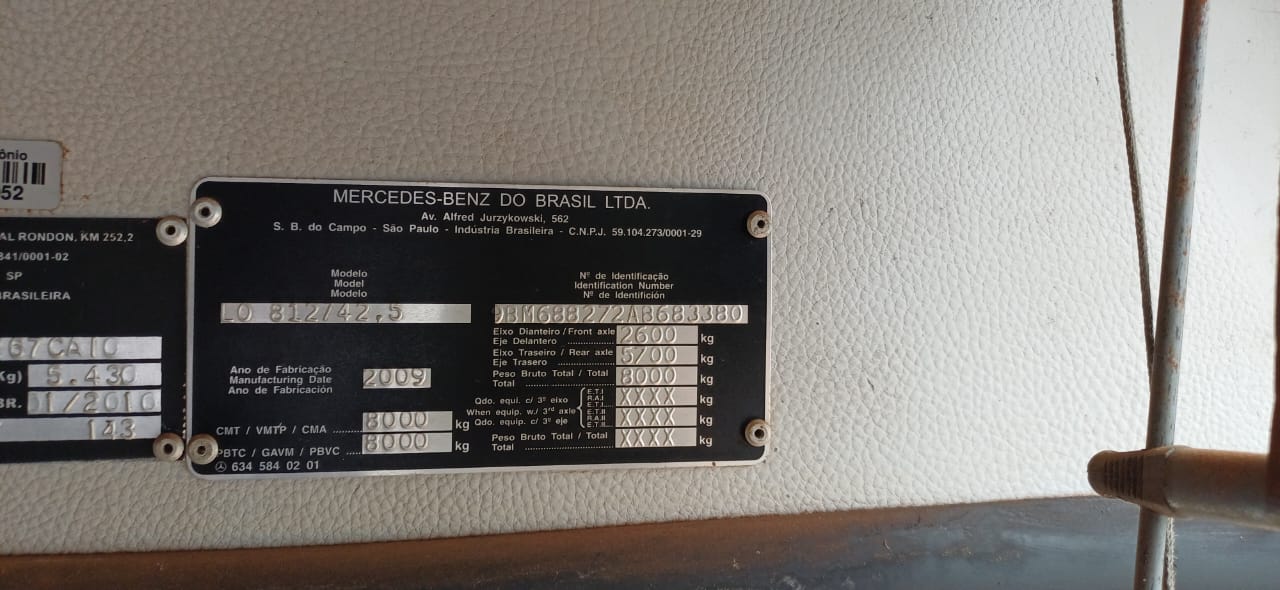 ônio
52
AL RONDON, KM 252,2
841/0001-02
SP
BRASILEIRA
67CAIO
Kg) 5.430
BR. 01/2010
143
MERCEDES-BENZ DO BRASIL LTDA.
Av. Alfred Jurzykowski, 562
S. B. do Campo - São Paulo - Indústria Brasileira - C.N.P.J. 59.104.273/0001-29
Modelo
Model
Modelo
LO 812/42,5
Nº de Identificação
Identification Number
Nº de Identifición
9BM688272AB683380
Eixo Dianteiro/Front axle
Eje Delantero
2600 kg
Eixo Traseiro / Rear axle
Eje Trasero
5700 kg
Peso Bruto Total / Total
Total
8000 kg
Ano de Fabricação
Manufacturing Date
Ano de Fabricación
2009
Qdo. equi. c/ 3º eixo
When equip. w./ 3rd axle
Qdo. equip. c/ 3º eje
E.T.I
R.A.I
E.T.I
XXXX kg
E.T.II
R.A.II
E.T.II
XXXX kg
Peso Bruto Total / Total
Total
XXXX kg
CMT / VMTP / CMA 8000 kg
PBTC / GAVM / PBVC 8000 kg
634 584 02 01